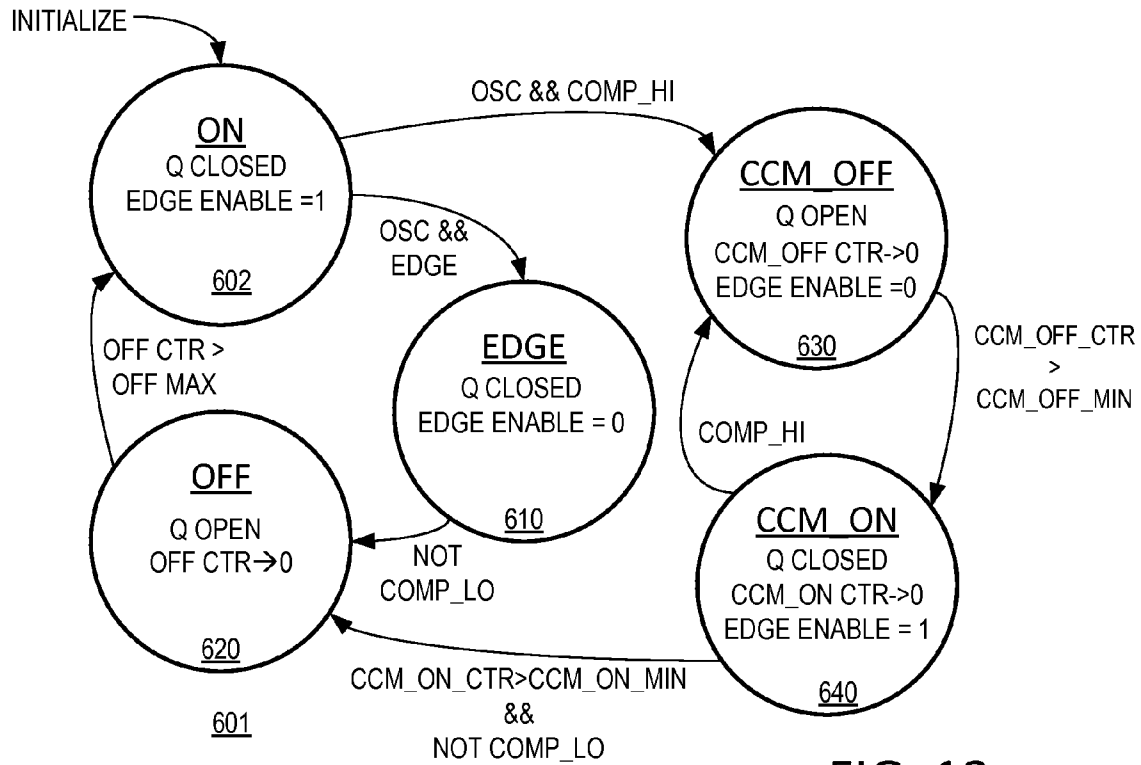 INITIALIZE
ON
Q CLOSED
EDGE ENABLE =1
602
OSC && COMP_HI
OSC &&
EDGE
CCM_OFF
Q OPEN
CCM_OFF CTR->0
EDGE ENABLE =0
630
OFF CTR >
OFF MAX
EDGE
Q CLOSED
EDGE ENABLE = 0
610
CCM_OFF_CTR
>
CCM_OFF_MIN
COMP_HI
OFF
Q OPEN
OFF CTR→0
620
NOT
COMP_LO
CCM_ON
Q CLOSED
CCM_ON CTR->0
EDGE ENABLE = 1
640
CCM_ON_CTR>CCM_ON_MIN
&&
NOT COMP_LO
601